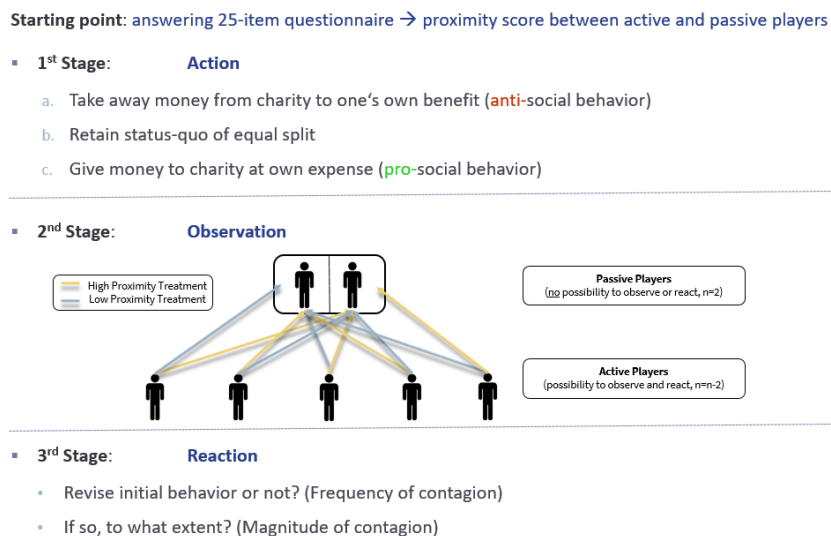 Starting point: answering 25-item questionnaire → proximity score between active and passive players
▪ 1st Stage: Action
a. Take away money from charity to one‘s own benefit (anti-social behavior)
b. Retain status-quo of equal split
c. Give money to charity at own expense (pro-social behavior)
▪ 2nd Stage: Observation
High Proximity Treatment
Low Proximity Treatment
Passive Players
(no possibility to observe or react, n=2)
Active Players
(possibility to observe and react, n=n-2)
▪ 3rd Stage: Reaction
• Revise initial behavior or not? (Frequency of contagion)
• If so, to what extent? (Magnitude of contagion)